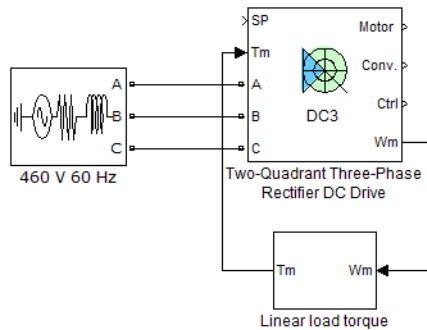 SP
Motor
Tm
A
A
Conv.
B
B
DC3
Ctrl
C
C
Wm
460 V 60 Hz
Two-Quadrant Three-Phase
Rectifier DC Drive
Tm
Wm
Linear load torque